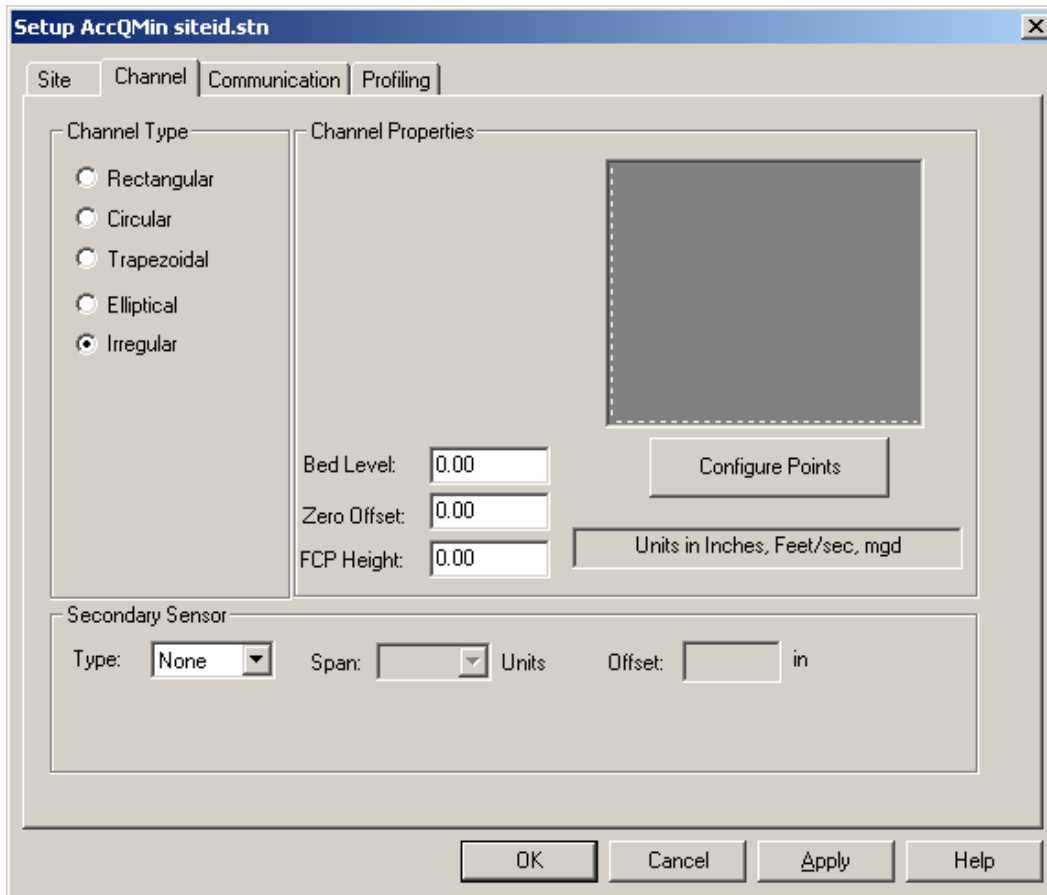 Setup AccQMin siteid.stn
Site Channel Communication Profiling
Channel Type
Rectangular
Circular
Trapezoidal
Elliptical
Irregular
Channel Properties
Configure Points
Bed Level: 0.00
Zero Offset: 0.00
FCP Height: 0.00
Units in Inches, Feet/sec, mgd
Secondary Sensor
Type: None Span: Units Offset: in
OK Cancel Apply Help